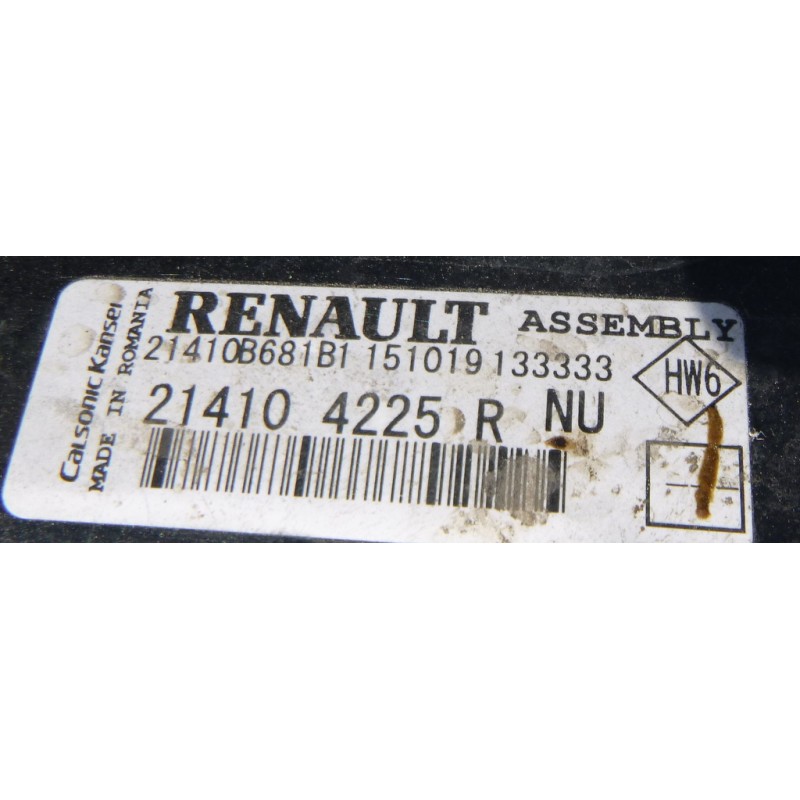 RENAULT ASSEMBLY
21410B681B1 151019 133333
HW6
21410 4225 R NU
Calsonic Kansei
MADE IN ROMANIA